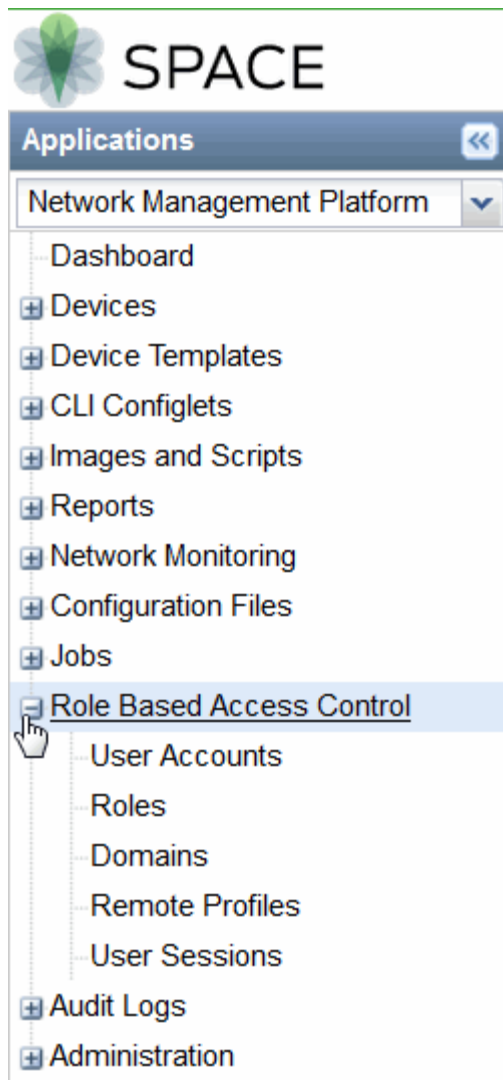 SPACE
Applications
Network Management Platform
Dashboard
Devices
Device Templates
CLI Configlets
Images and Scripts
Reports
Network Monitoring
Configuration Files
Jobs
Role Based Access Control
User Accounts
Roles
Domains
Remote Profiles
User Sessions
Audit Logs
Administration